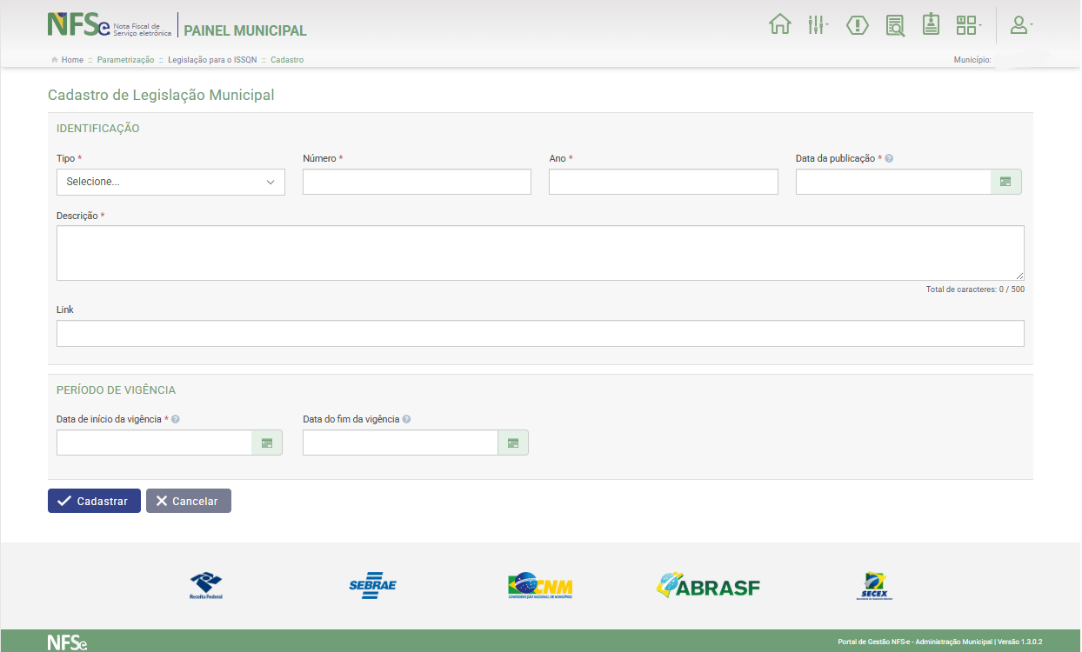 NFSe Nota Fiscal de Serviço eletrônica PAINEL MUNICIPAL
Home :: Parametrização :: Legislação para o ISSQN :: Cadastro Município:
Cadastro de Legislação Municipal
IDENTIFICAÇÃO
Tipo * Número * Ano * Data da publicação *
Selecione...
Descrição *
Total de caracteres: 0 / 500
Link
PERÍODO DE VIGÊNCIA
Data de início da vigência * Data do fim da vigência
Cadastrar Cancelar
Receita Federal SEBRAE CNM ABRASF SECEX
NFSe Portal de Gestão NFS-e - Administração Municipal | Versão 1.3.0.2